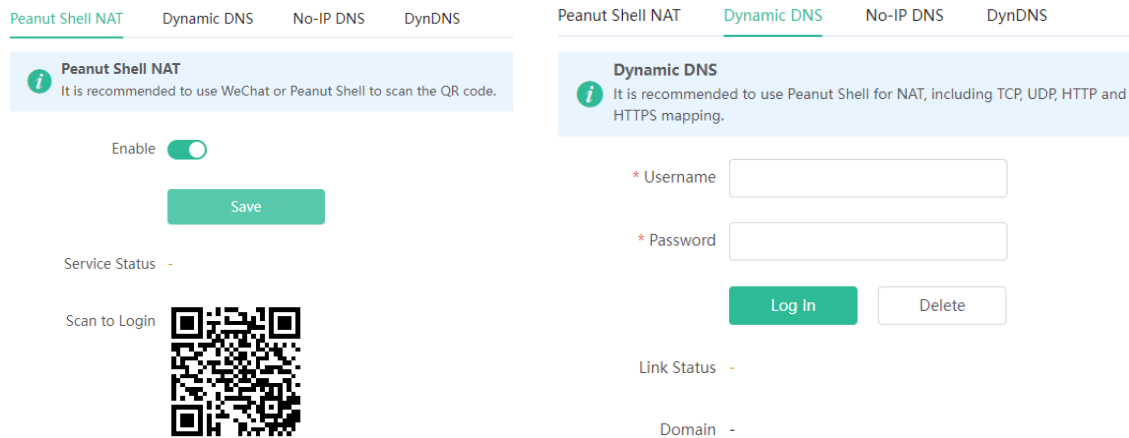 Peanut Shell NAT Dynamic DNS No-IP DNS DynDNS
Peanut Shell NAT
It is recommended to use WeChat or Peanut Shell to scan the QR code.
Enable
Save
Service Status -
Scan to Login
Peanut Shell NAT Dynamic DNS No-IP DNS DynDNS
Dynamic DNS
It is recommended to use Peanut Shell for NAT, including TCP, UDP, HTTP and
HTTPS mapping.
* Username
* Password
Log In Delete
Link Status -
Domain -